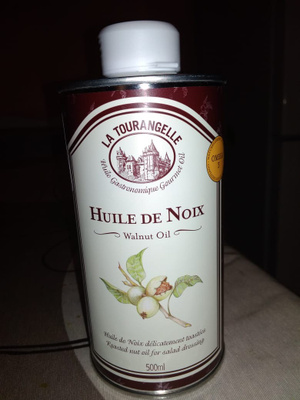 LA TOURANGELLE
Huile Gastronomique Gourmet Oil
HUILE DE NOIX
Walnut Oil
Huile de Noix délicatement toastée
Roasted nut oil for salad dressing
500ml